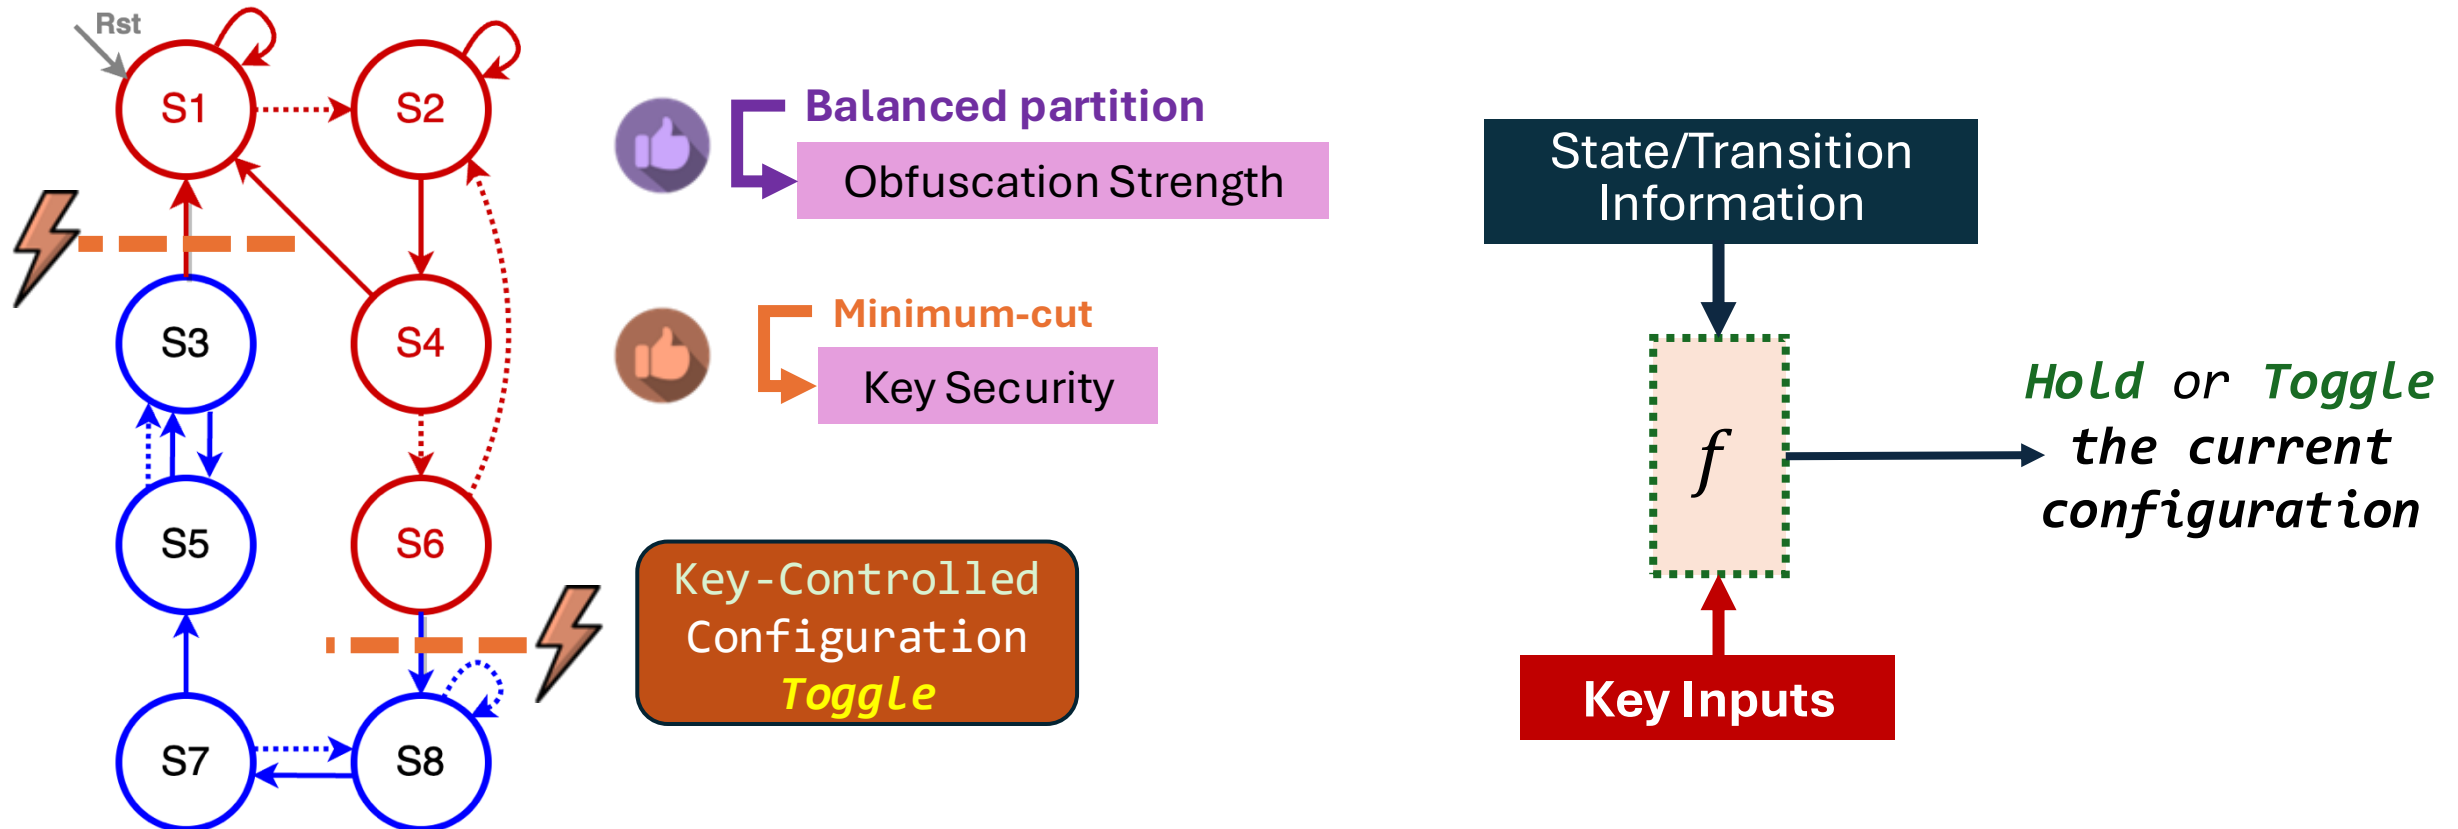 Rst
S1
S2
S3
S4
S5
S6
S7
S8
Balanced partition
Obfuscation Strength
Minimum-cut
Key Security
Key-Controlled
Configuration
Toggle
State/Transition
Information
f
Key Inputs
Hold or Toggle
the current
configuration